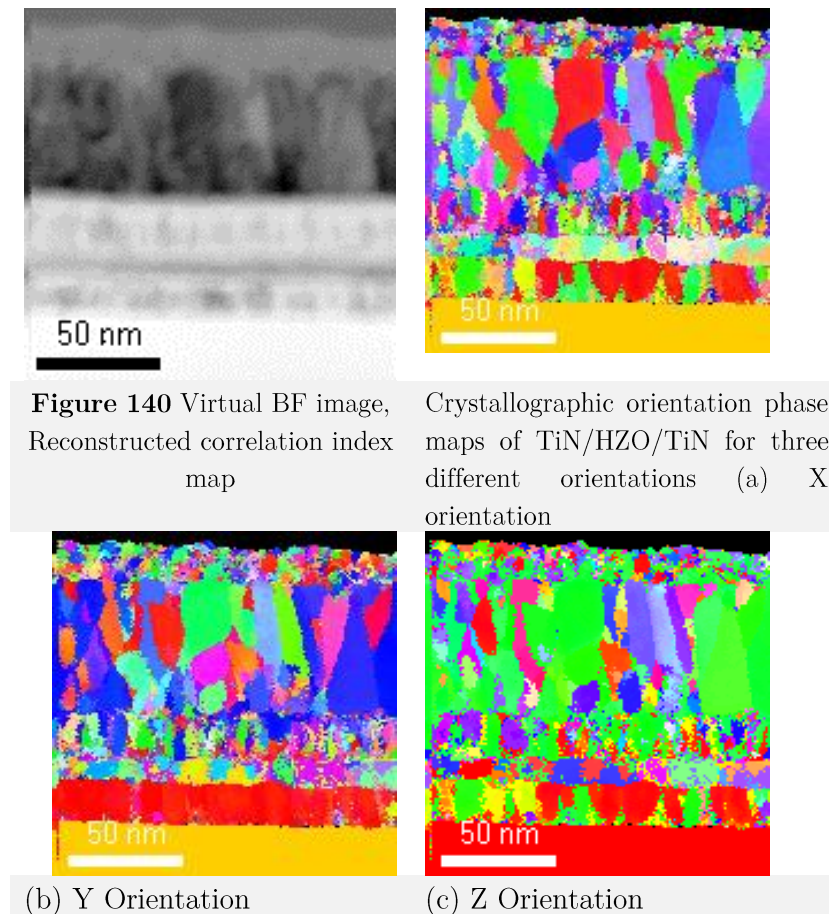 50 nm
50 nm
Figure 140 Virtual BF image,
Reconstructed correlation index
map
Crystallographic orientation phase
maps of TiN/HZO/TiN for three
different orientations (a) X
orientation
50 nm
50 nm
(b) Y Orientation
(c) Z Orientation